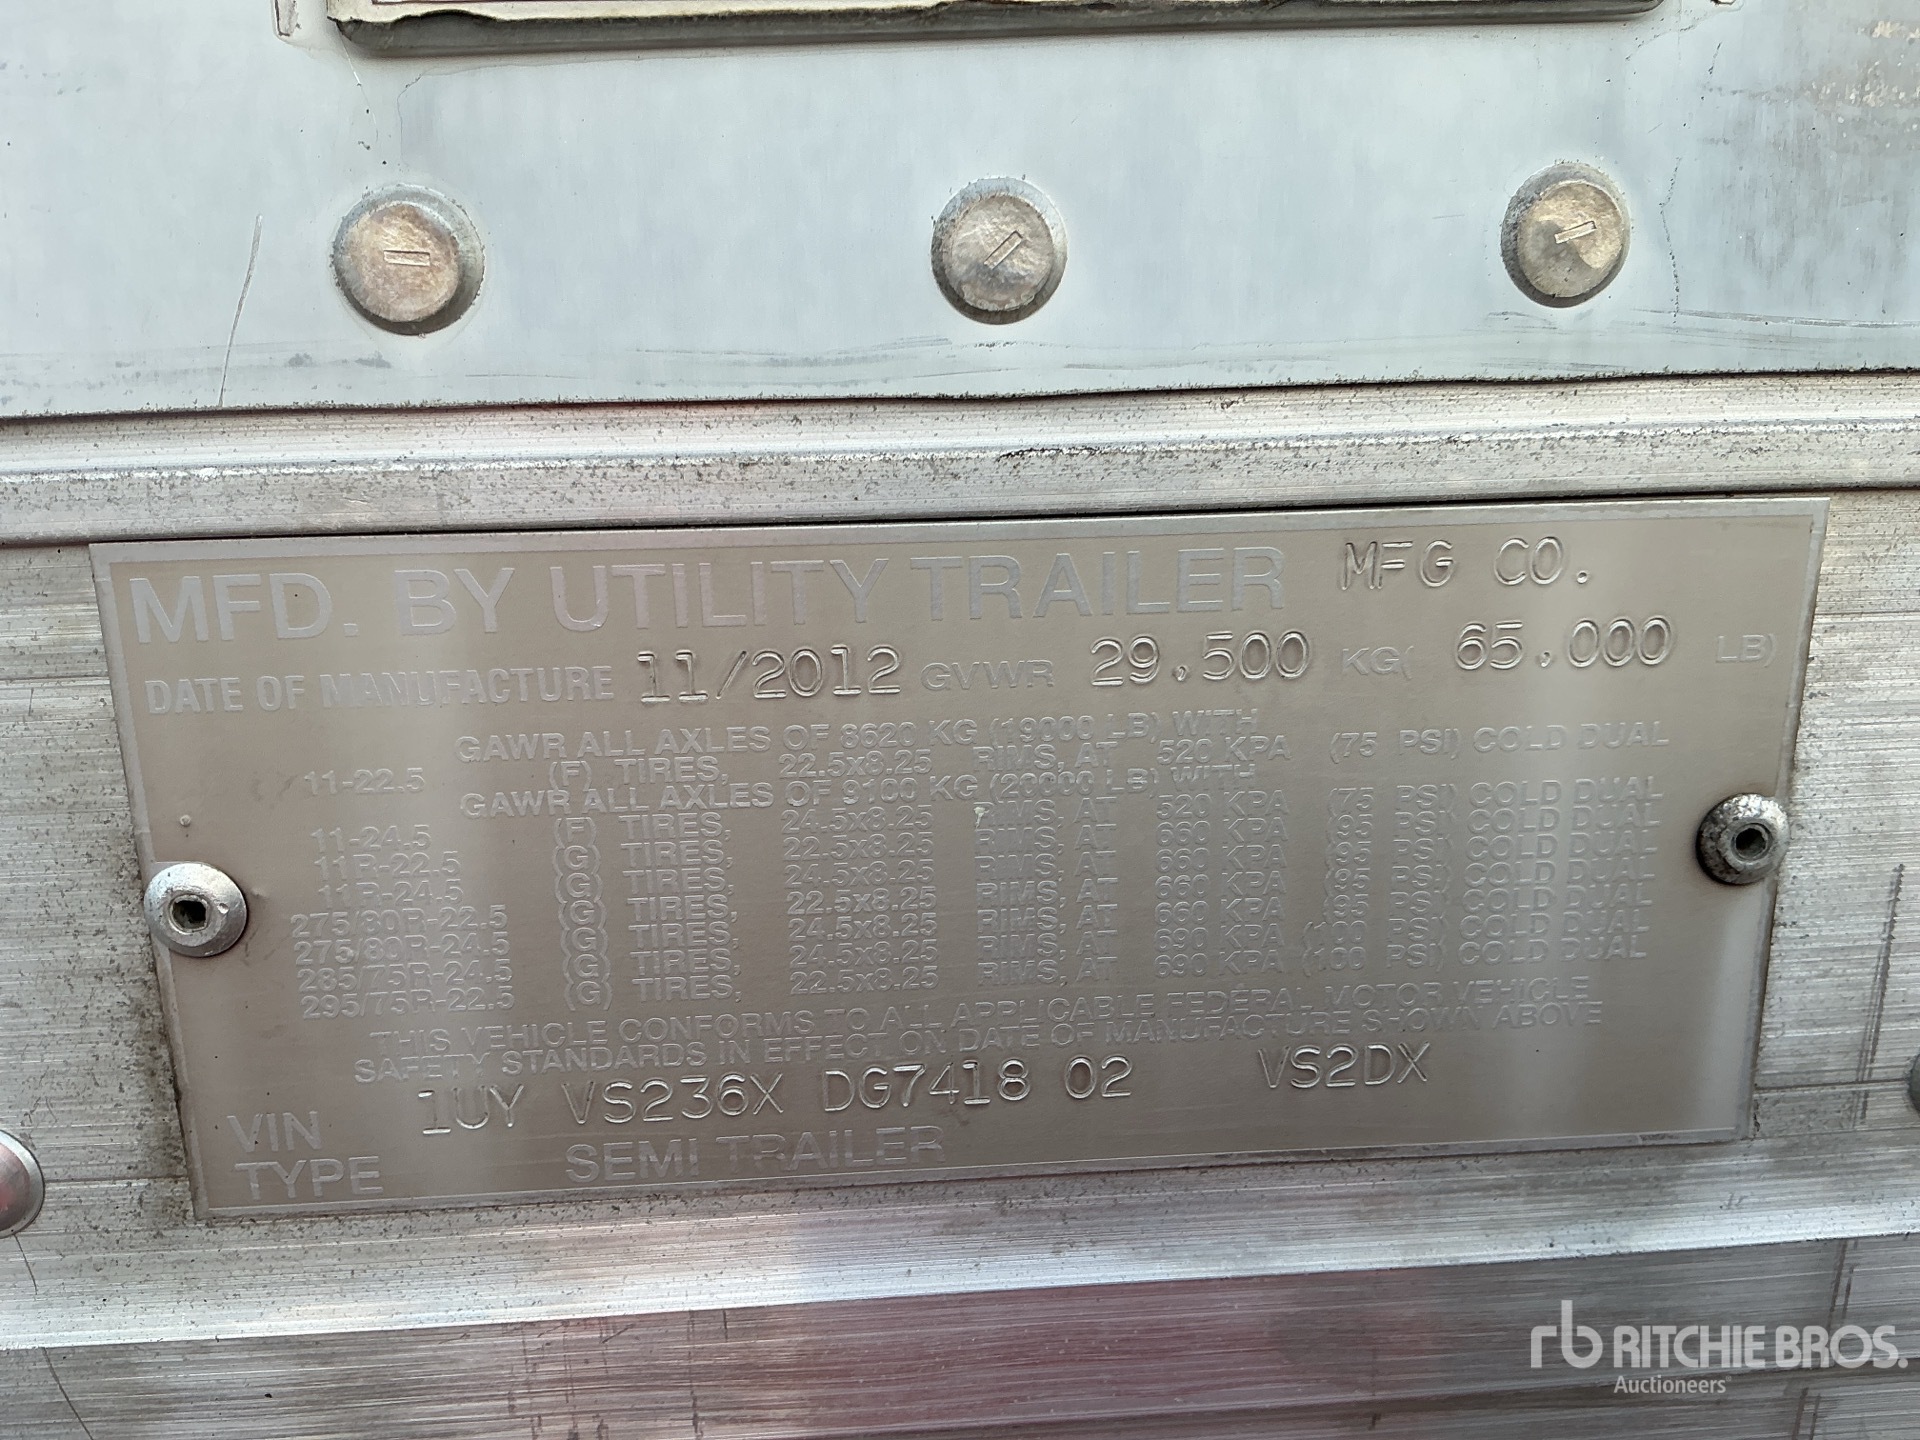 MFD. BY UTILITY TRAILER MFG CO.
DATE OF MANUFACTURE 11/2012 GVWR 29,500 KG( 65,000 LB)
GAWR ALL AXLES OF 8620 KG (19000 LB) WITH
11-22.5 (F) TIRES, 22.5x8.25 RIMS, AT 520 KPA (75 PSI) COLD DUAL
GAWR ALL AXLES OF 9100 KG (20000 LB) WITH
11-24.5 (F) TIRES, 24.5x8.25 RIMS, AT 520 KPA (75 PSI) COLD DUAL
11R-22.5 (G) TIRES, 22.5x8.25 RIMS, AT 660 KPA (95 PSI) COLD DUAL
11R-24.5 (G) TIRES, 24.5x8.25 RIMS, AT 660 KPA (95 PSI) COLD DUAL
275/80R-22.5 (G) TIRES, 22.5x8.25 RIMS, AT 660 KPA (95 PSI) COLD DUAL
275/80R-24.5 (G) TIRES, 24.5x8.25 RIMS, AT 660 KPA (95 PSI) COLD DUAL
285/75R-24.5 (G) TIRES, 24.5x8.25 RIMS, AT 690 KPA (100 PSI) COLD DUAL
295/75R-22.5 (G) TIRES, 22.5x8.25 RIMS, AT 690 KPA (100 PSI) COLD DUAL
THIS VEHICLE CONFORMS TO ALL APPLICABLE FEDERAL MOTOR VEHICLE
SAFETY STANDARDS IN EFFECT ON DATE OF MANUFACTURE SHOWN ABOVE
VIN 1UY VS236X DG7418 02 VS2DX
TYPE SEMI TRAILER
rb RITCHIE BROS.
Auctioneers